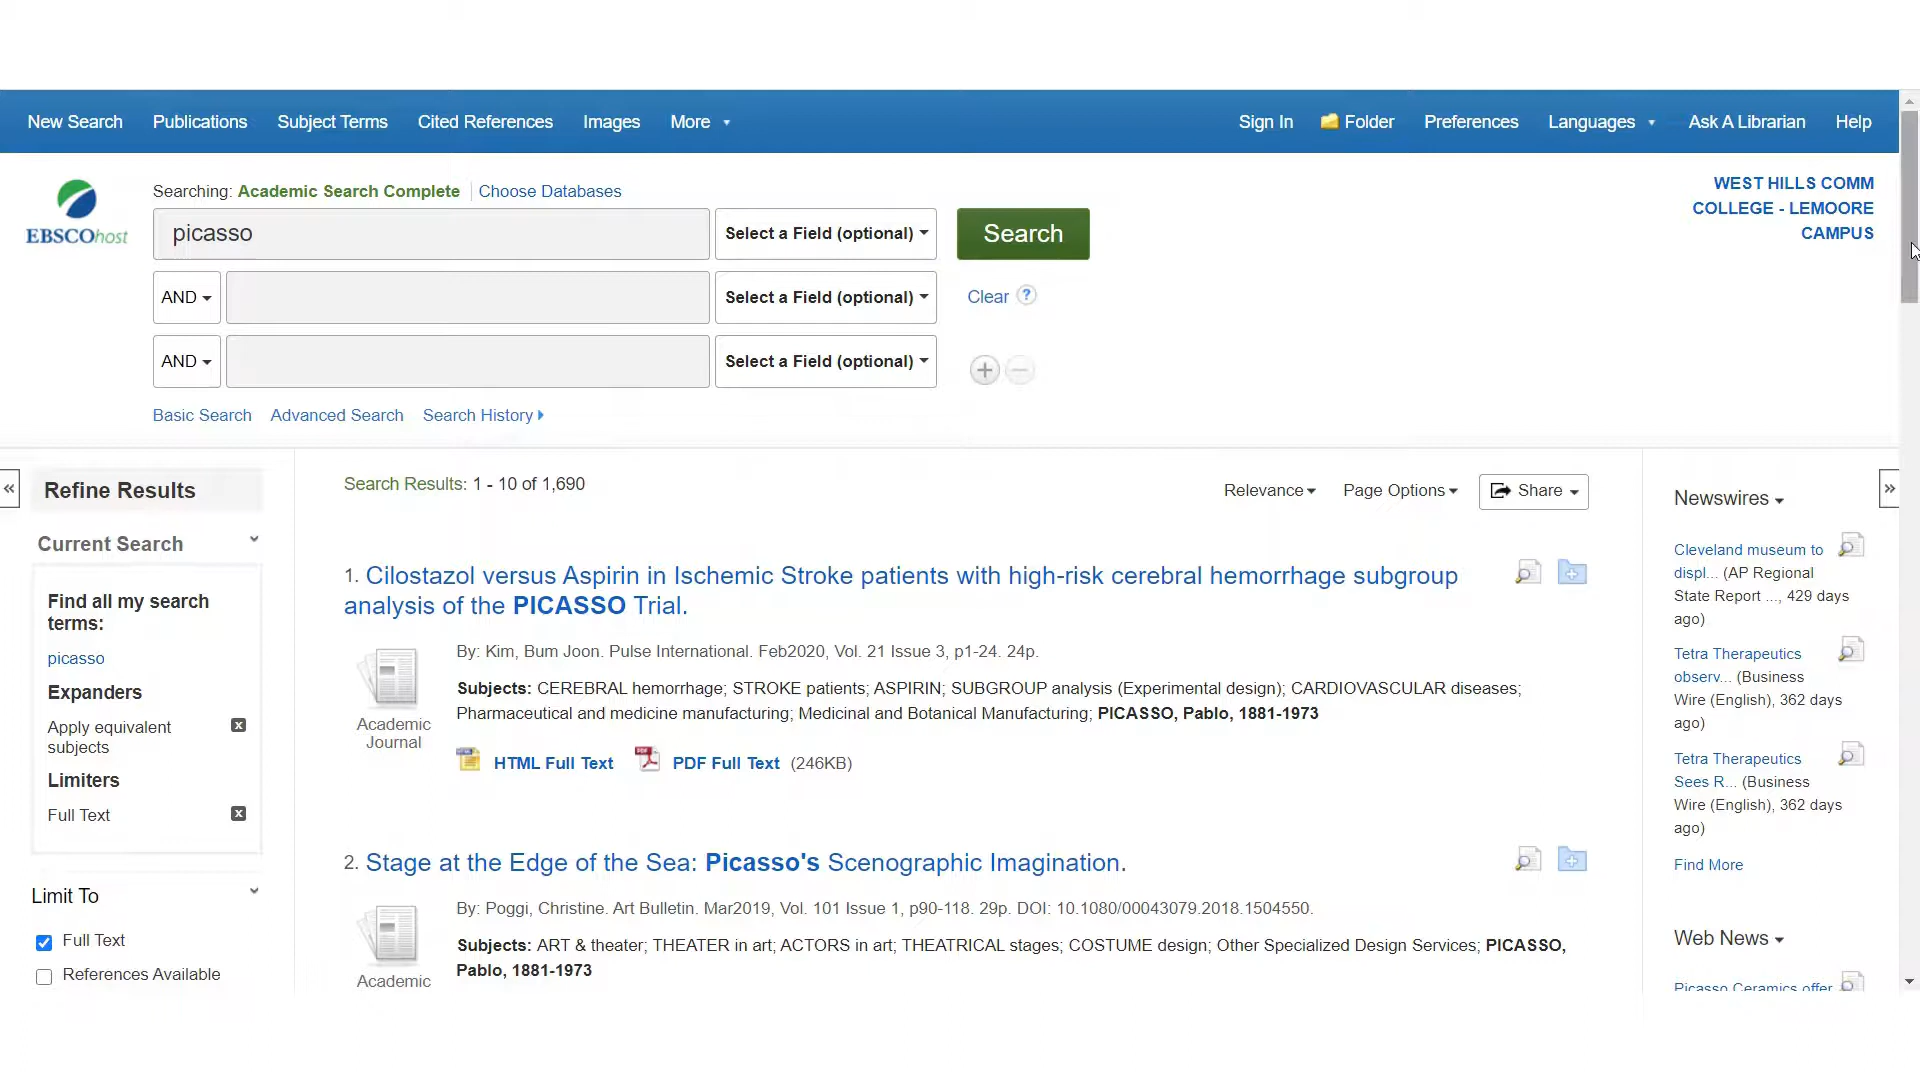 New Search Publications Subject Terms Cited References Images More Sign In Folder Preferences Languages Ask A Librarian Help
EBSCOhost
Searching: Academic Search Complete Choose Databases
WEST HILLS COMM
COLLEGE - LEMOORE
CAMPUS
picasso Select a Field (optional) Search
AND Select a Field (optional) Clear ?
AND Select a Field (optional)
Basic Search Advanced Search Search History
Refine Results
Current Search
Find all my search
terms:
picasso
Expanders
Apply equivalent
subjects
Limiters
Full Text
Limit To
Full Text
References Available
Search Results: 1 - 10 of 1,690
Relevance Page Options Share
1. Cilostazol versus Aspirin in Ischemic Stroke patients with high-risk cerebral hemorrhage subgroup
analysis of the PICASSO Trial.
Academic
Journal
By: Kim, Bum Joon. Pulse International. Feb2020, Vol. 21 Issue 3, p1-24. 24p.
Subjects: CEREBRAL hemorrhage; STROKE patients; ASPIRIN; SUBGROUP analysis (Experimental design); CARDIOVASCULAR diseases;
Pharmaceutical and medicine manufacturing; Medicinal and Botanical Manufacturing; PICASSO, Pablo, 1881-1973
HTML Full Text PDF Full Text (246KB)
2. Stage at the Edge of the Sea: Picasso's Scenographic Imagination.
Academic
By: Poggi, Christine. Art Bulletin. Mar2019, Vol. 101 Issue 1, p90-118. 29p. DOI: 10.1080/00043079.2018.1504550.
Subjects: ART & theater; THEATER in art; ACTORS in art; THEATRICAL stages; COSTUME design; Other Specialized Design Services; PICASSO,
Pablo, 1881-1973
Newswires
Cleveland museum to
displ... (AP Regional
State Report ..., 429 days
ago)
Tetra Therapeutics
observ... (Business
Wire (English), 362 days
ago)
Tetra Therapeutics
Sees R... (Business
Wire (English), 362 days
ago)
Find More
Web News
Picasso Ceramics offer